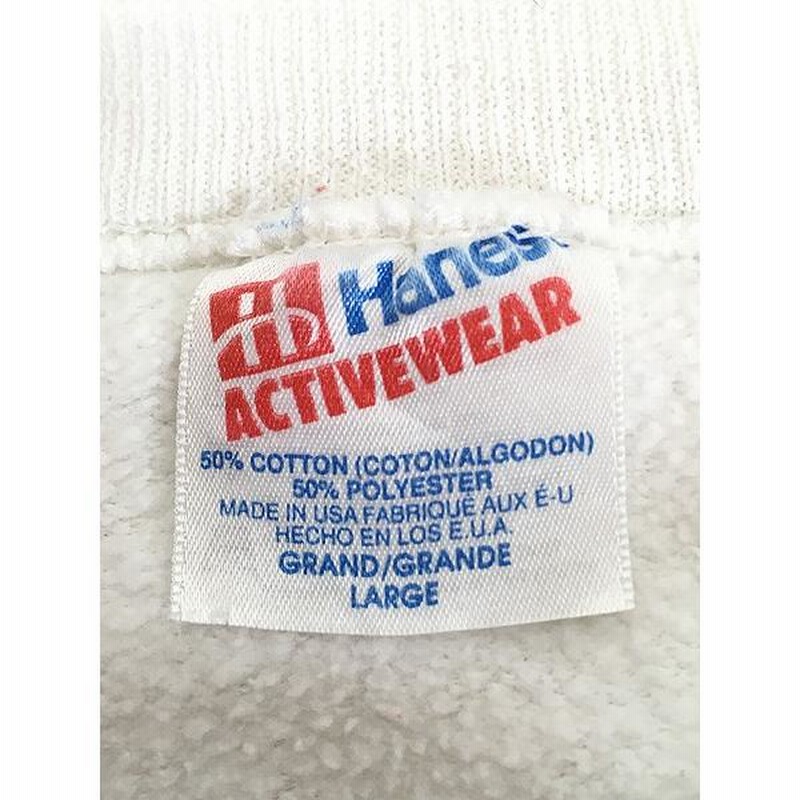 Hanes
ACTIVEWEAR
50% COTTON (COTON/ALGODON)
50% POLYESTER
MADE IN USA FABRIQUÉ AUX É-U
HECHO EN LOS E.U.A.
GRAND/GRANDE
LARGE